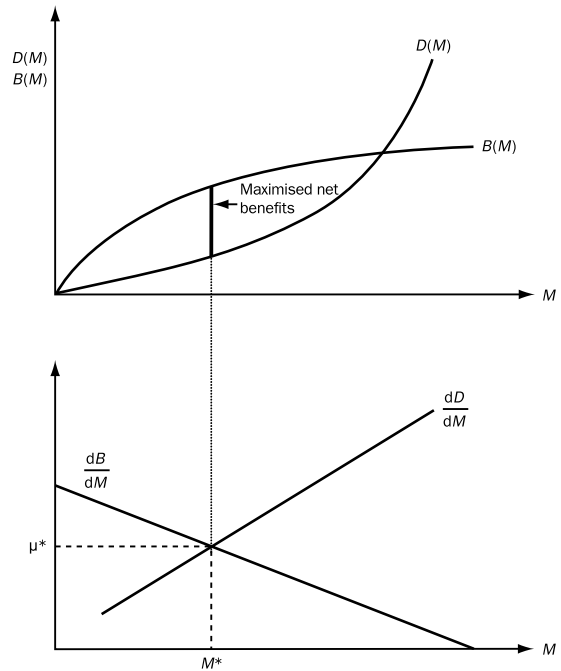 D(M)
D(M)
B(M)
B(M)
Maximised net
benefits
M
dD
dM
dB
dM
μ*
M
M*